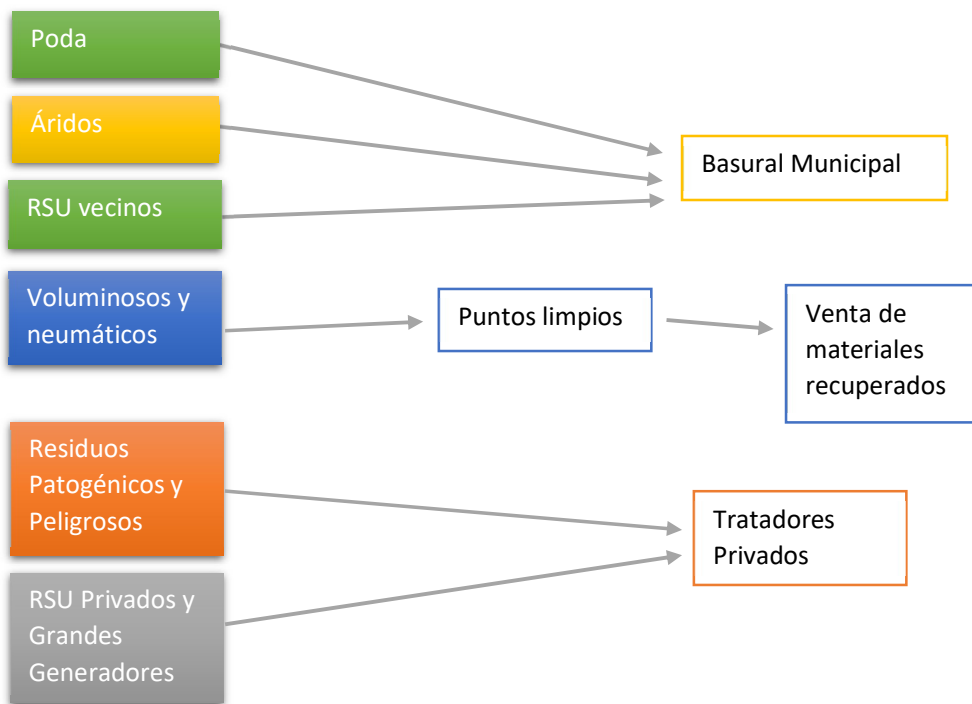 Poda
Áridos
Basural Municipal
RSU vecinos
Voluminosos y
neumáticos
Puntos limpios
Venta de
materiales
recuperados
Residuos
Patogénicos y
Peligrosos
Tratadores
Privados
RSU Privados y
Grandes
Generadores